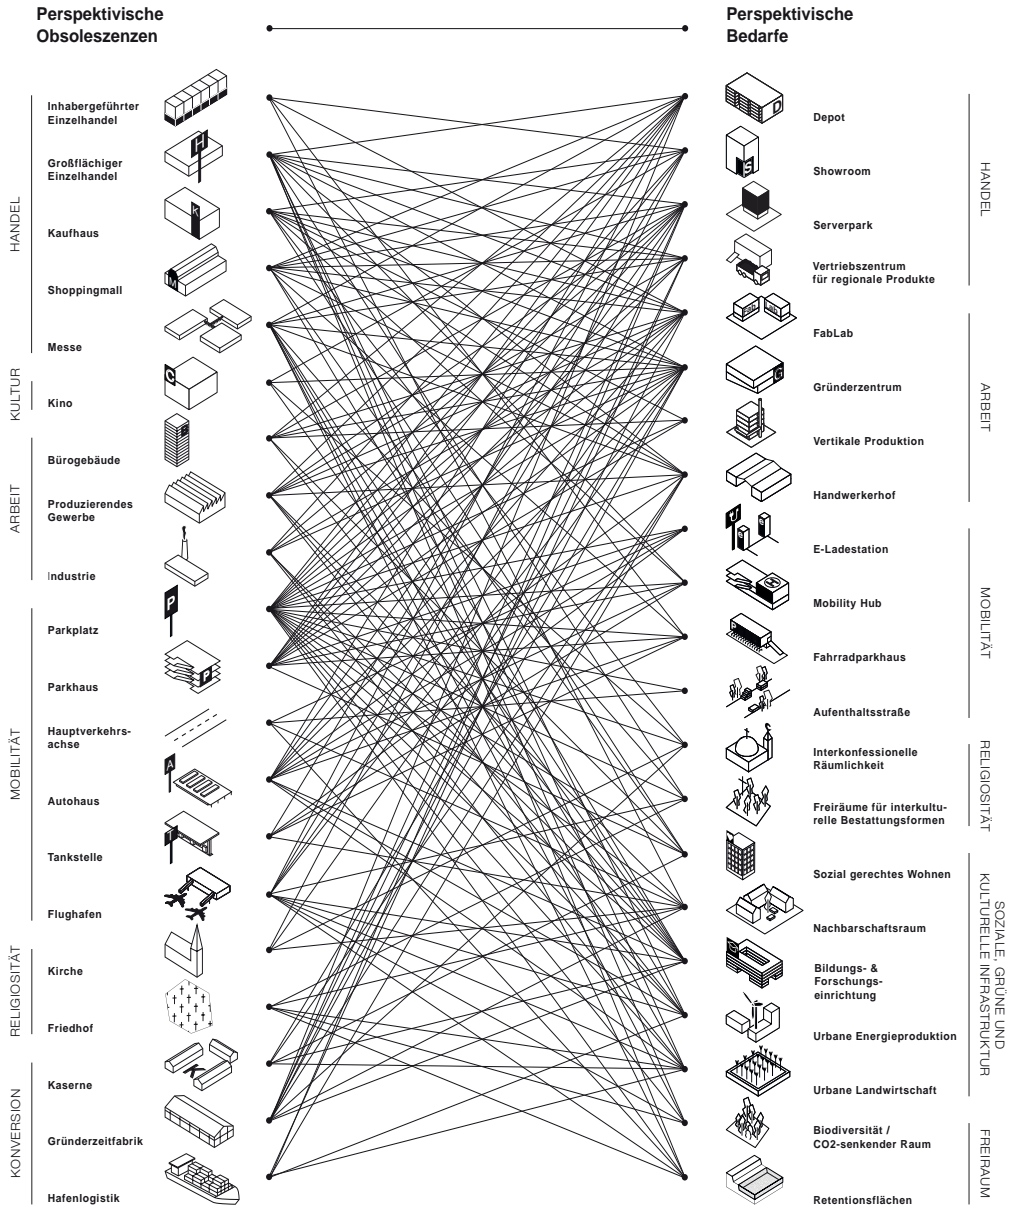 Perspektivische
Obsoleszenzen
Perspektivische
Bedarfe
HANDEL
Inhabergeführter
Einzelhandel
H
Großflächiger
Einzelhandel
K
Kaufhaus
M
Shoppingmall
Messe
KULTUR
C
Kino
ARBEIT
B
Bürogebäude
Produzierendes
Gewerbe
Industrie
MOBILITÄT
P
Parkplatz
P
Parkhaus
Hauptverkehrs-
achse
A
Autohaus
T
Tankstelle
Flughafen
RELIGIOSITÄT
Kirche
Friedhof
KONVERSION
K
Kaserne
Gründerzeitfabrik
Hafenlogistik
HANDEL
D
Depot
S
Showroom
Serverpark
Vertriebszentrum
für regionale Produkte
ARBEIT
FabLab
G
Gründerzentrum
Vertikale Produktion
Handwerkerhof
MOBILITÄT
E-Ladestation
H
Mobility Hub
Fahrradparkhaus
Aufenthaltsstraße
RELIGIOSITÄT
Interkonfessionelle
Räumlichkeit
Freiräume für interkultu-
relle Bestattungsformen
SOZIALE, GRÜNE UND
KULTURELLE INFRASTRUKTUR
Sozial gerechtes Wohnen
Nachbarschaftsraum
Bildungs- &
Forschungs-
einrichtung
Urbane Energieproduktion
Urbane Landwirtschaft
FREIRAUM
Biodiversität /
CO2-senkender Raum
Retentionsflächen